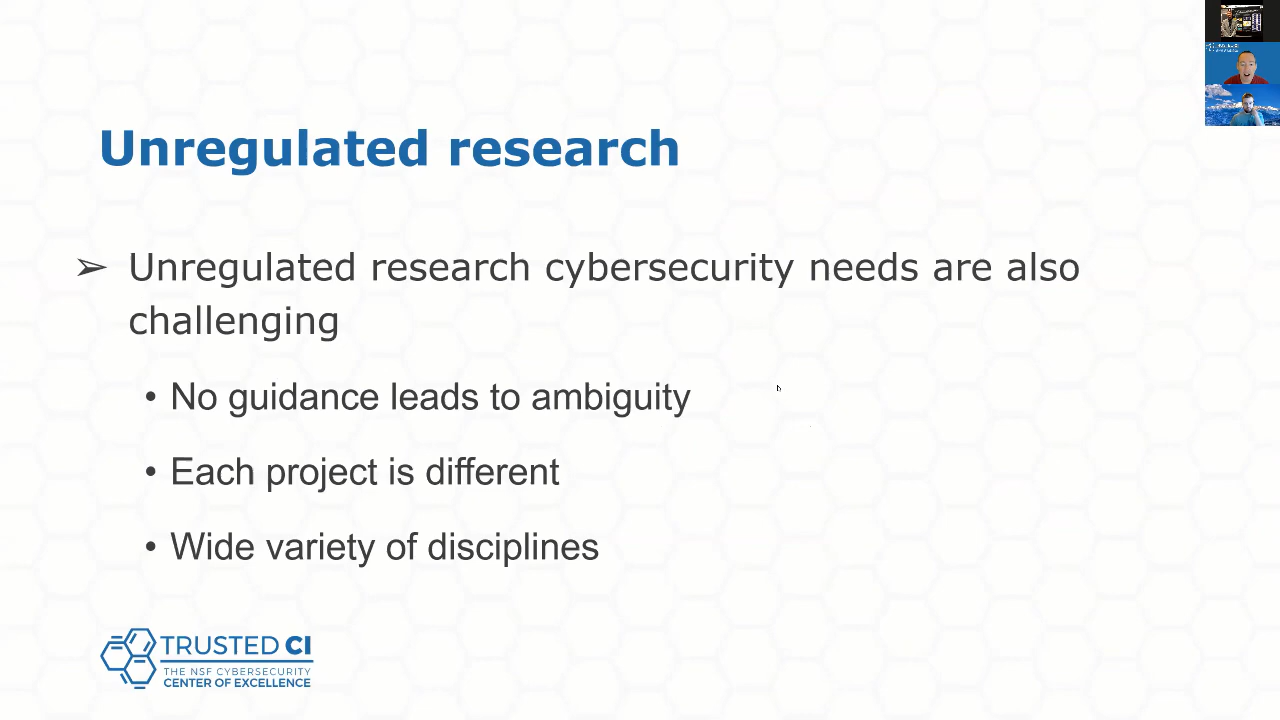 Unregulated research
➢ Unregulated research cybersecurity needs are also
challenging
• No guidance leads to ambiguity
• Each project is different
• Wide variety of disciplines
TRUSTED CI
THE NSF CYBERSECURITY
CENTER OF EXCELLENCE